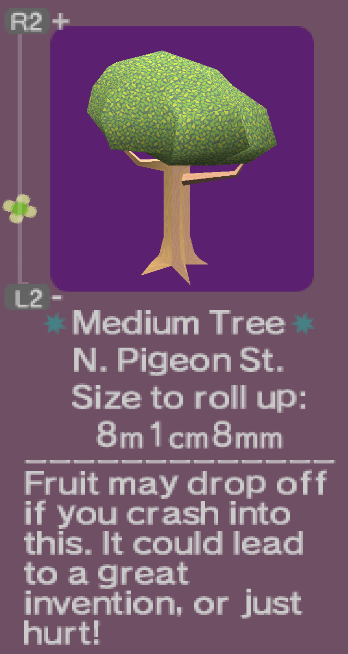 R2 +
L2 -
Medium Tree
N. Pigeon St.
Size to roll up:
8m1cm8mm
Fruit may drop off
if you crash into
this. It could lead
to a great
invention, or just
hurt!